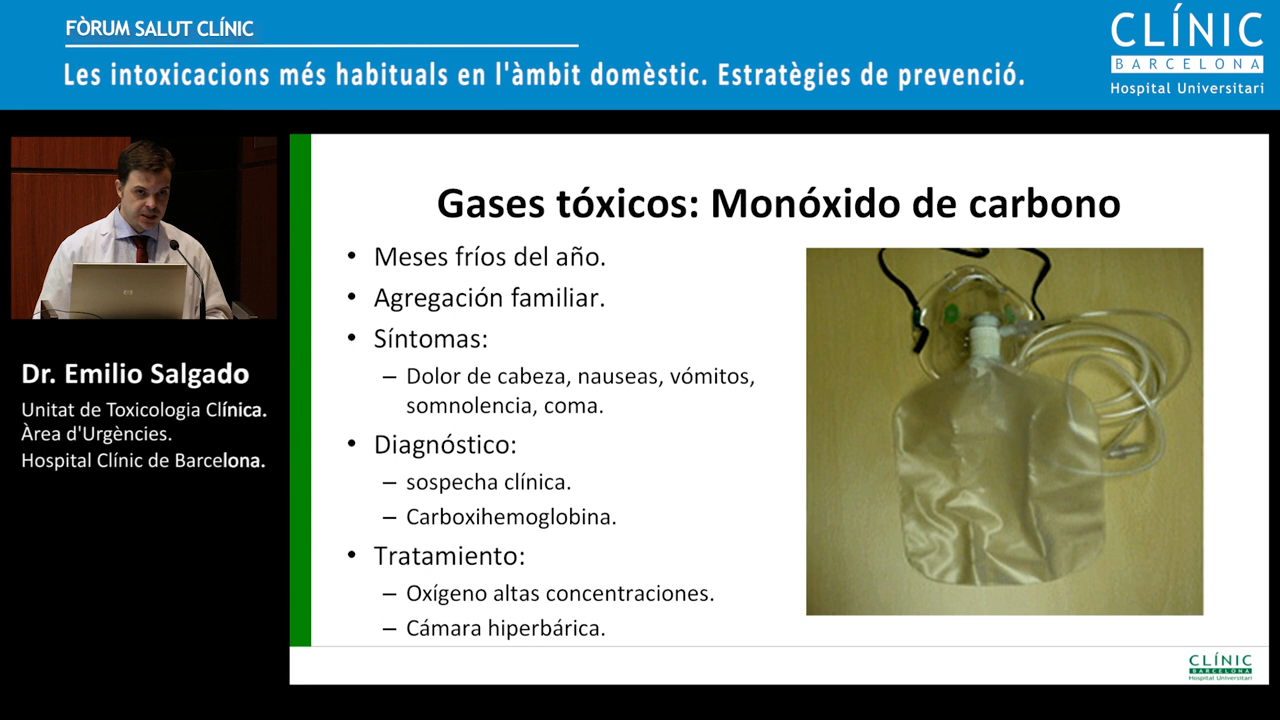 FÒRUM SALUT CLÍNIC
Les intoxicacions més habituals en l'àmbit domèstic. Estratègies de prevenció.
CLÍNIC
BARCELONA
Hospital Universitari
Dr. Emilio Salgado
Unitat de Toxicologia Clínica.
Àrea d'Urgències.
Hospital Clínic de Barcelona.
Gases tóxicos: Monóxido de carbono
• Meses fríos del año.
• Agregación familiar.
• Síntomas:
– Dolor de cabeza, nauseas, vómitos,
somnolencia, coma.
• Diagnóstico:
– sospecha clínica.
– Carboxihemoglobina.
• Tratamiento:
– Oxígeno altas concentraciones.
– Cámara hiperbárica.
CLÍNIC
BARCELONA
Hospital Universitari